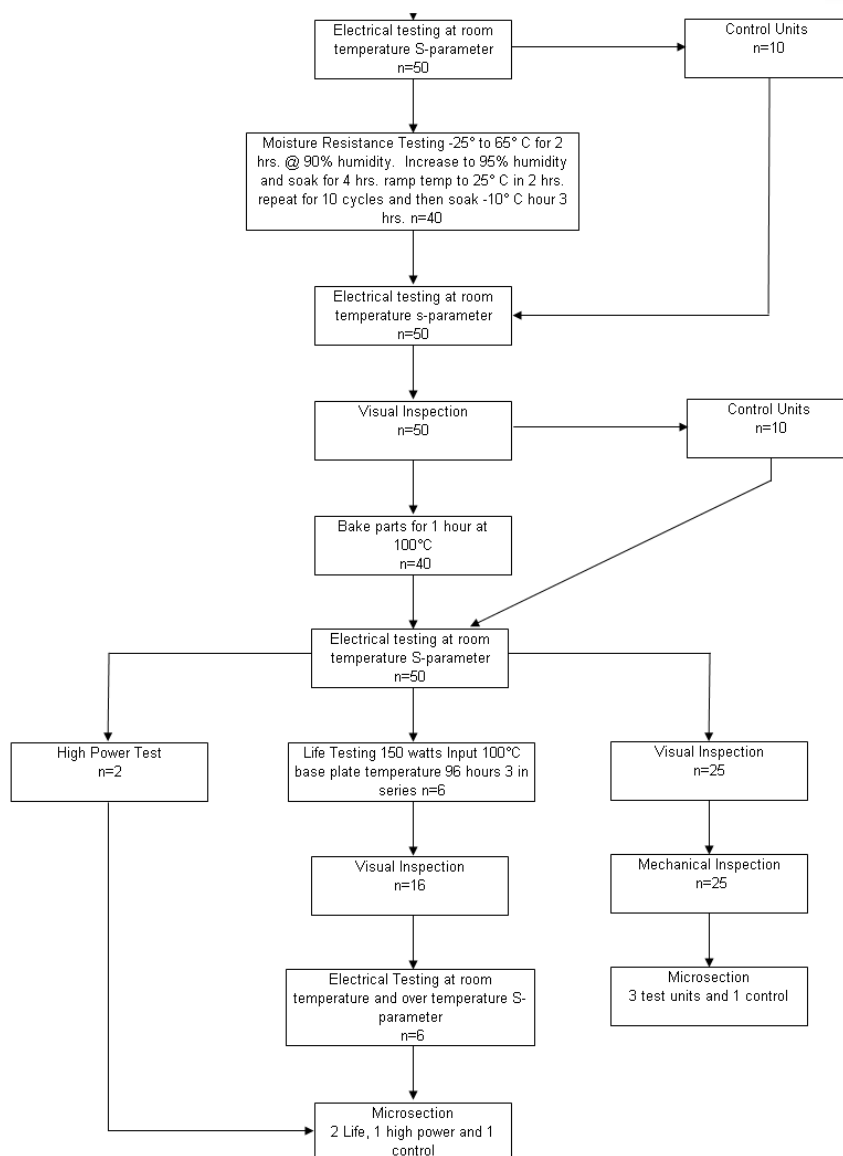 Electrical testing at room
temperature S-parameter
n=50
Control Units
n=10
Moisture Resistance Testing -25° to 65° C for 2
hrs. @ 90% humidity. Increase to 95% humidity
and soak for 4 hrs. ramp temp to 25° C in 2 hrs.
repeat for 10 cycles and then soak -10° C hour 3
hrs. n=40
Electrical testing at room
temperature s-parameter
n=50
Visual Inspection
n=50
Control Units
n=10
Bake parts for 1 hour at
100°C
n=40
Electrical testing at room
temperature S-parameter
n=50
High Power Test
n=2
Life Testing 150 watts Input 100°C
base plate temperature 96 hours 3 in
series n=6
Visual Inspection
n=25
Visual Inspection
n=16
Mechanical Inspection
n=25
Electrical Testing at room
temperature and over temperature S-
parameter
n=6
Microsection
3 test units and 1 control
Microsection
2 Life, 1 high power and 1
control